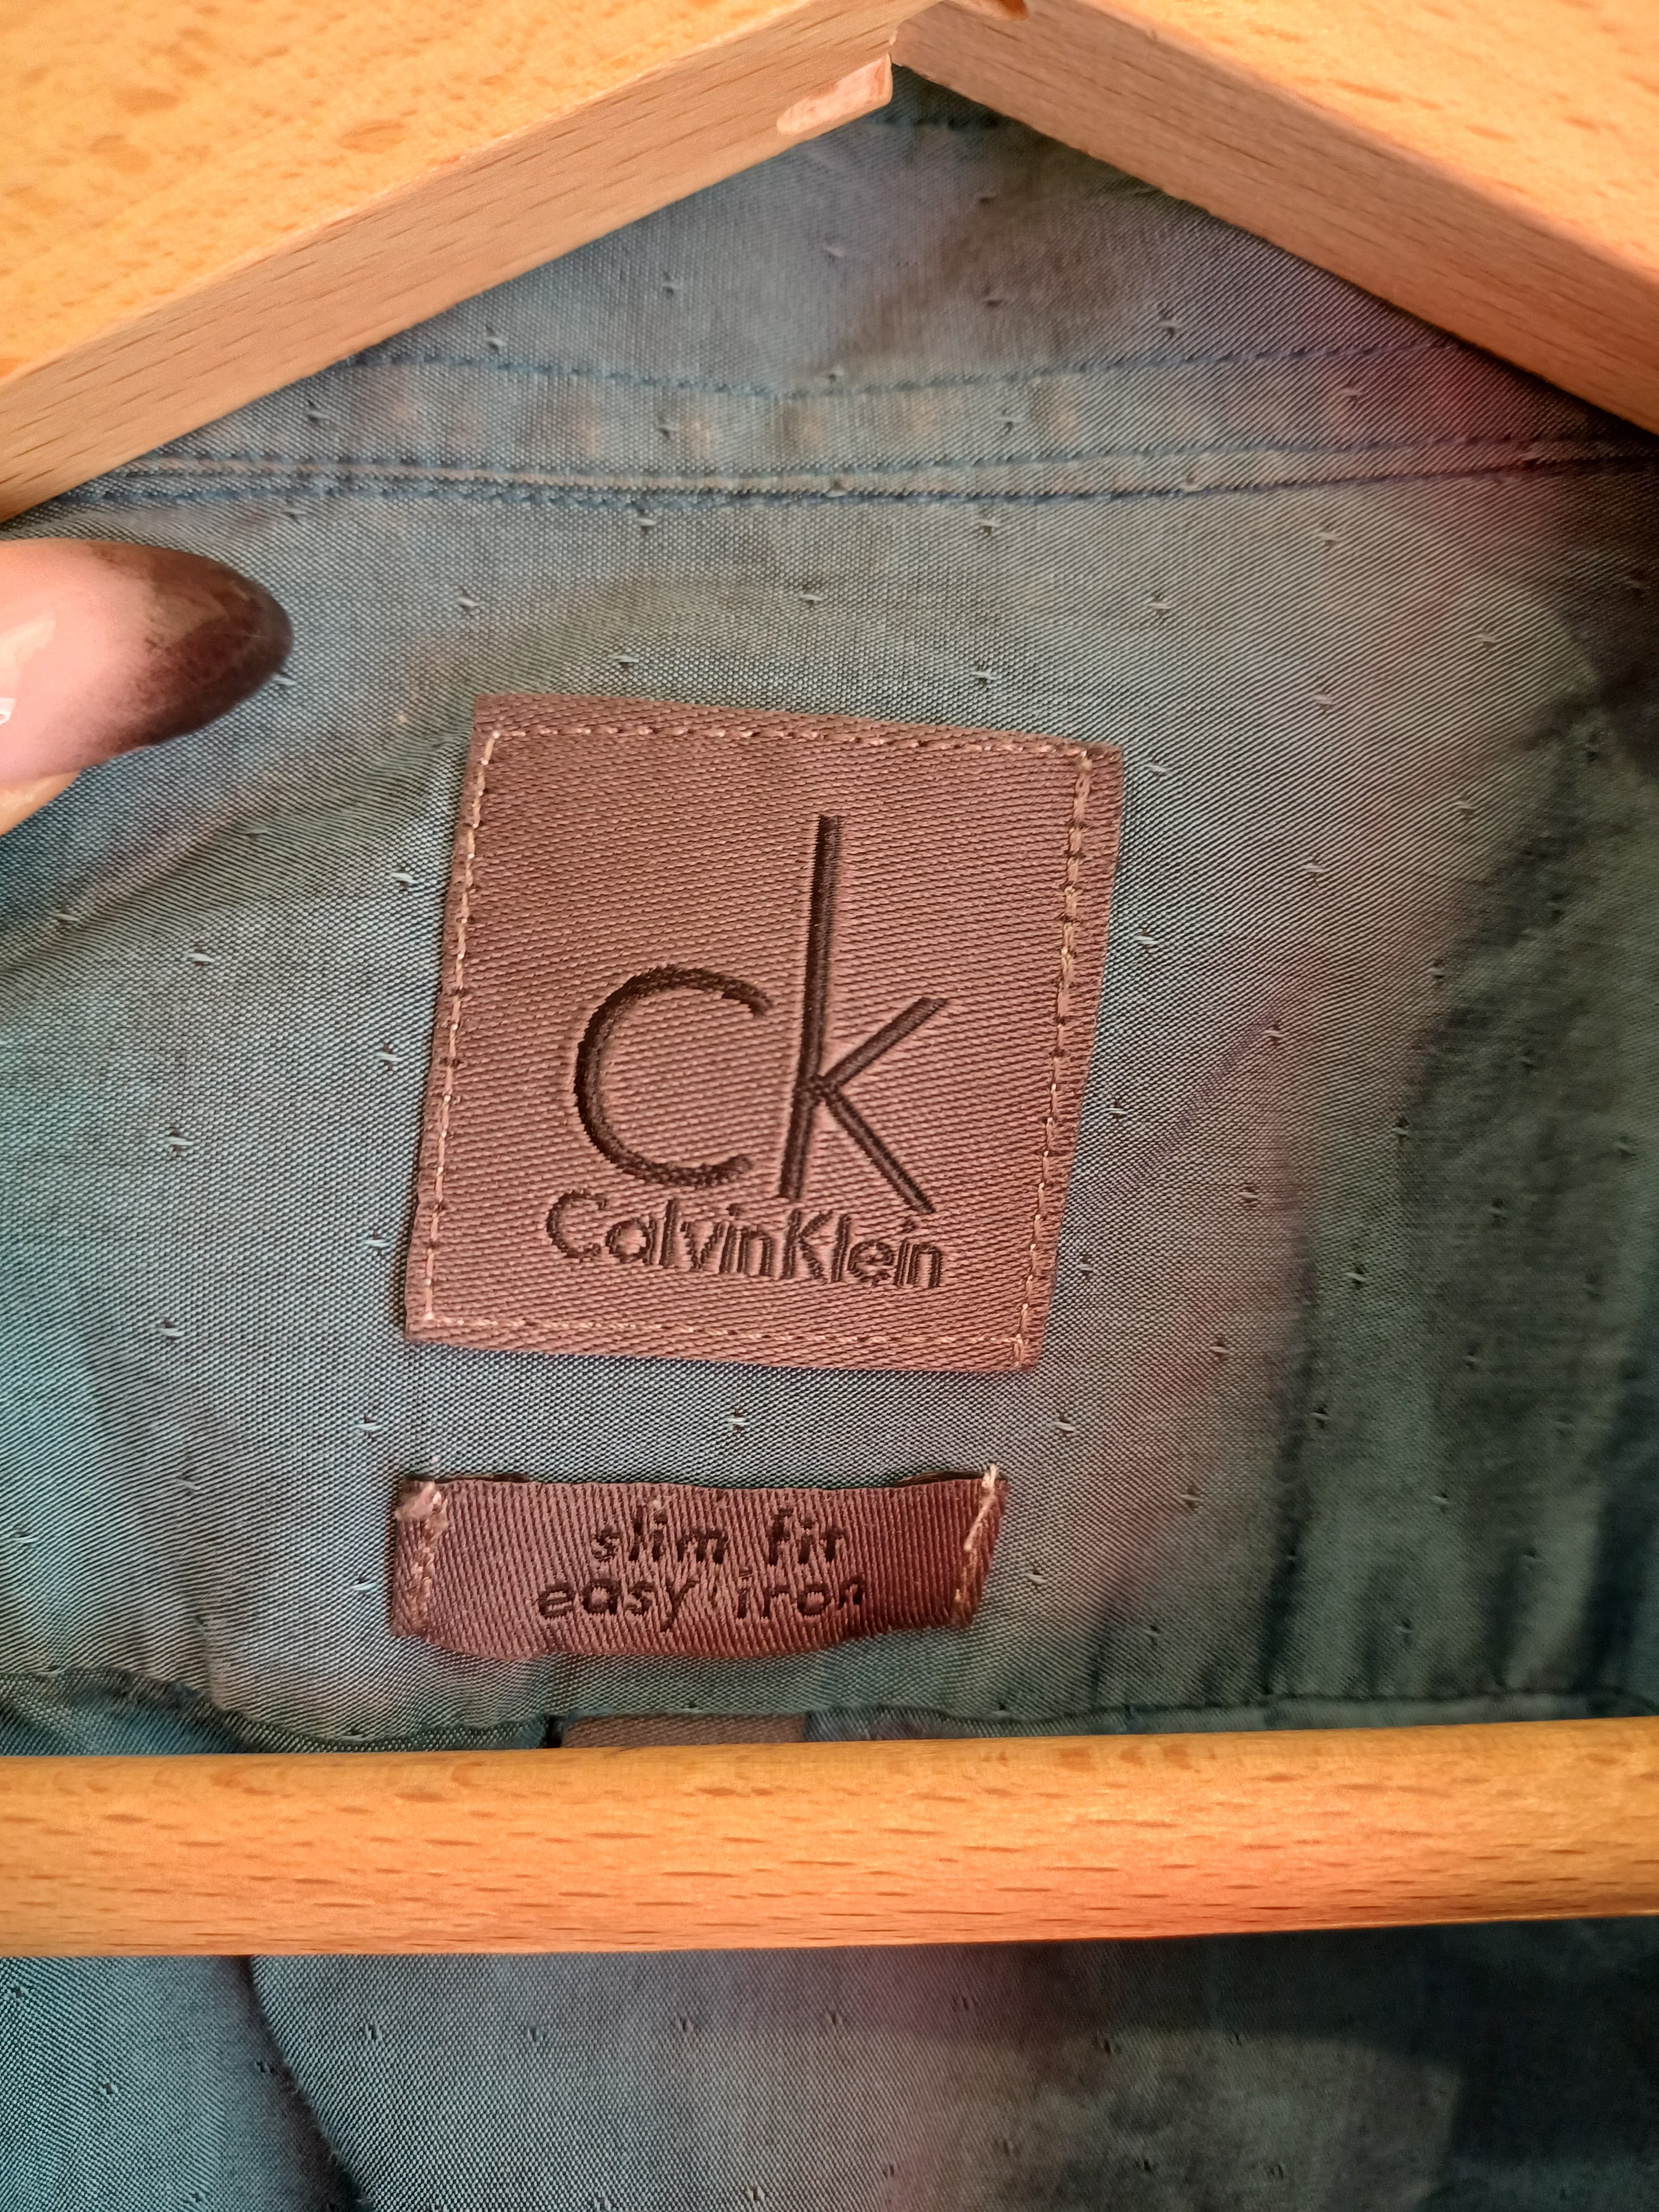 ck
CalvinKlein
slim fit
easy iron